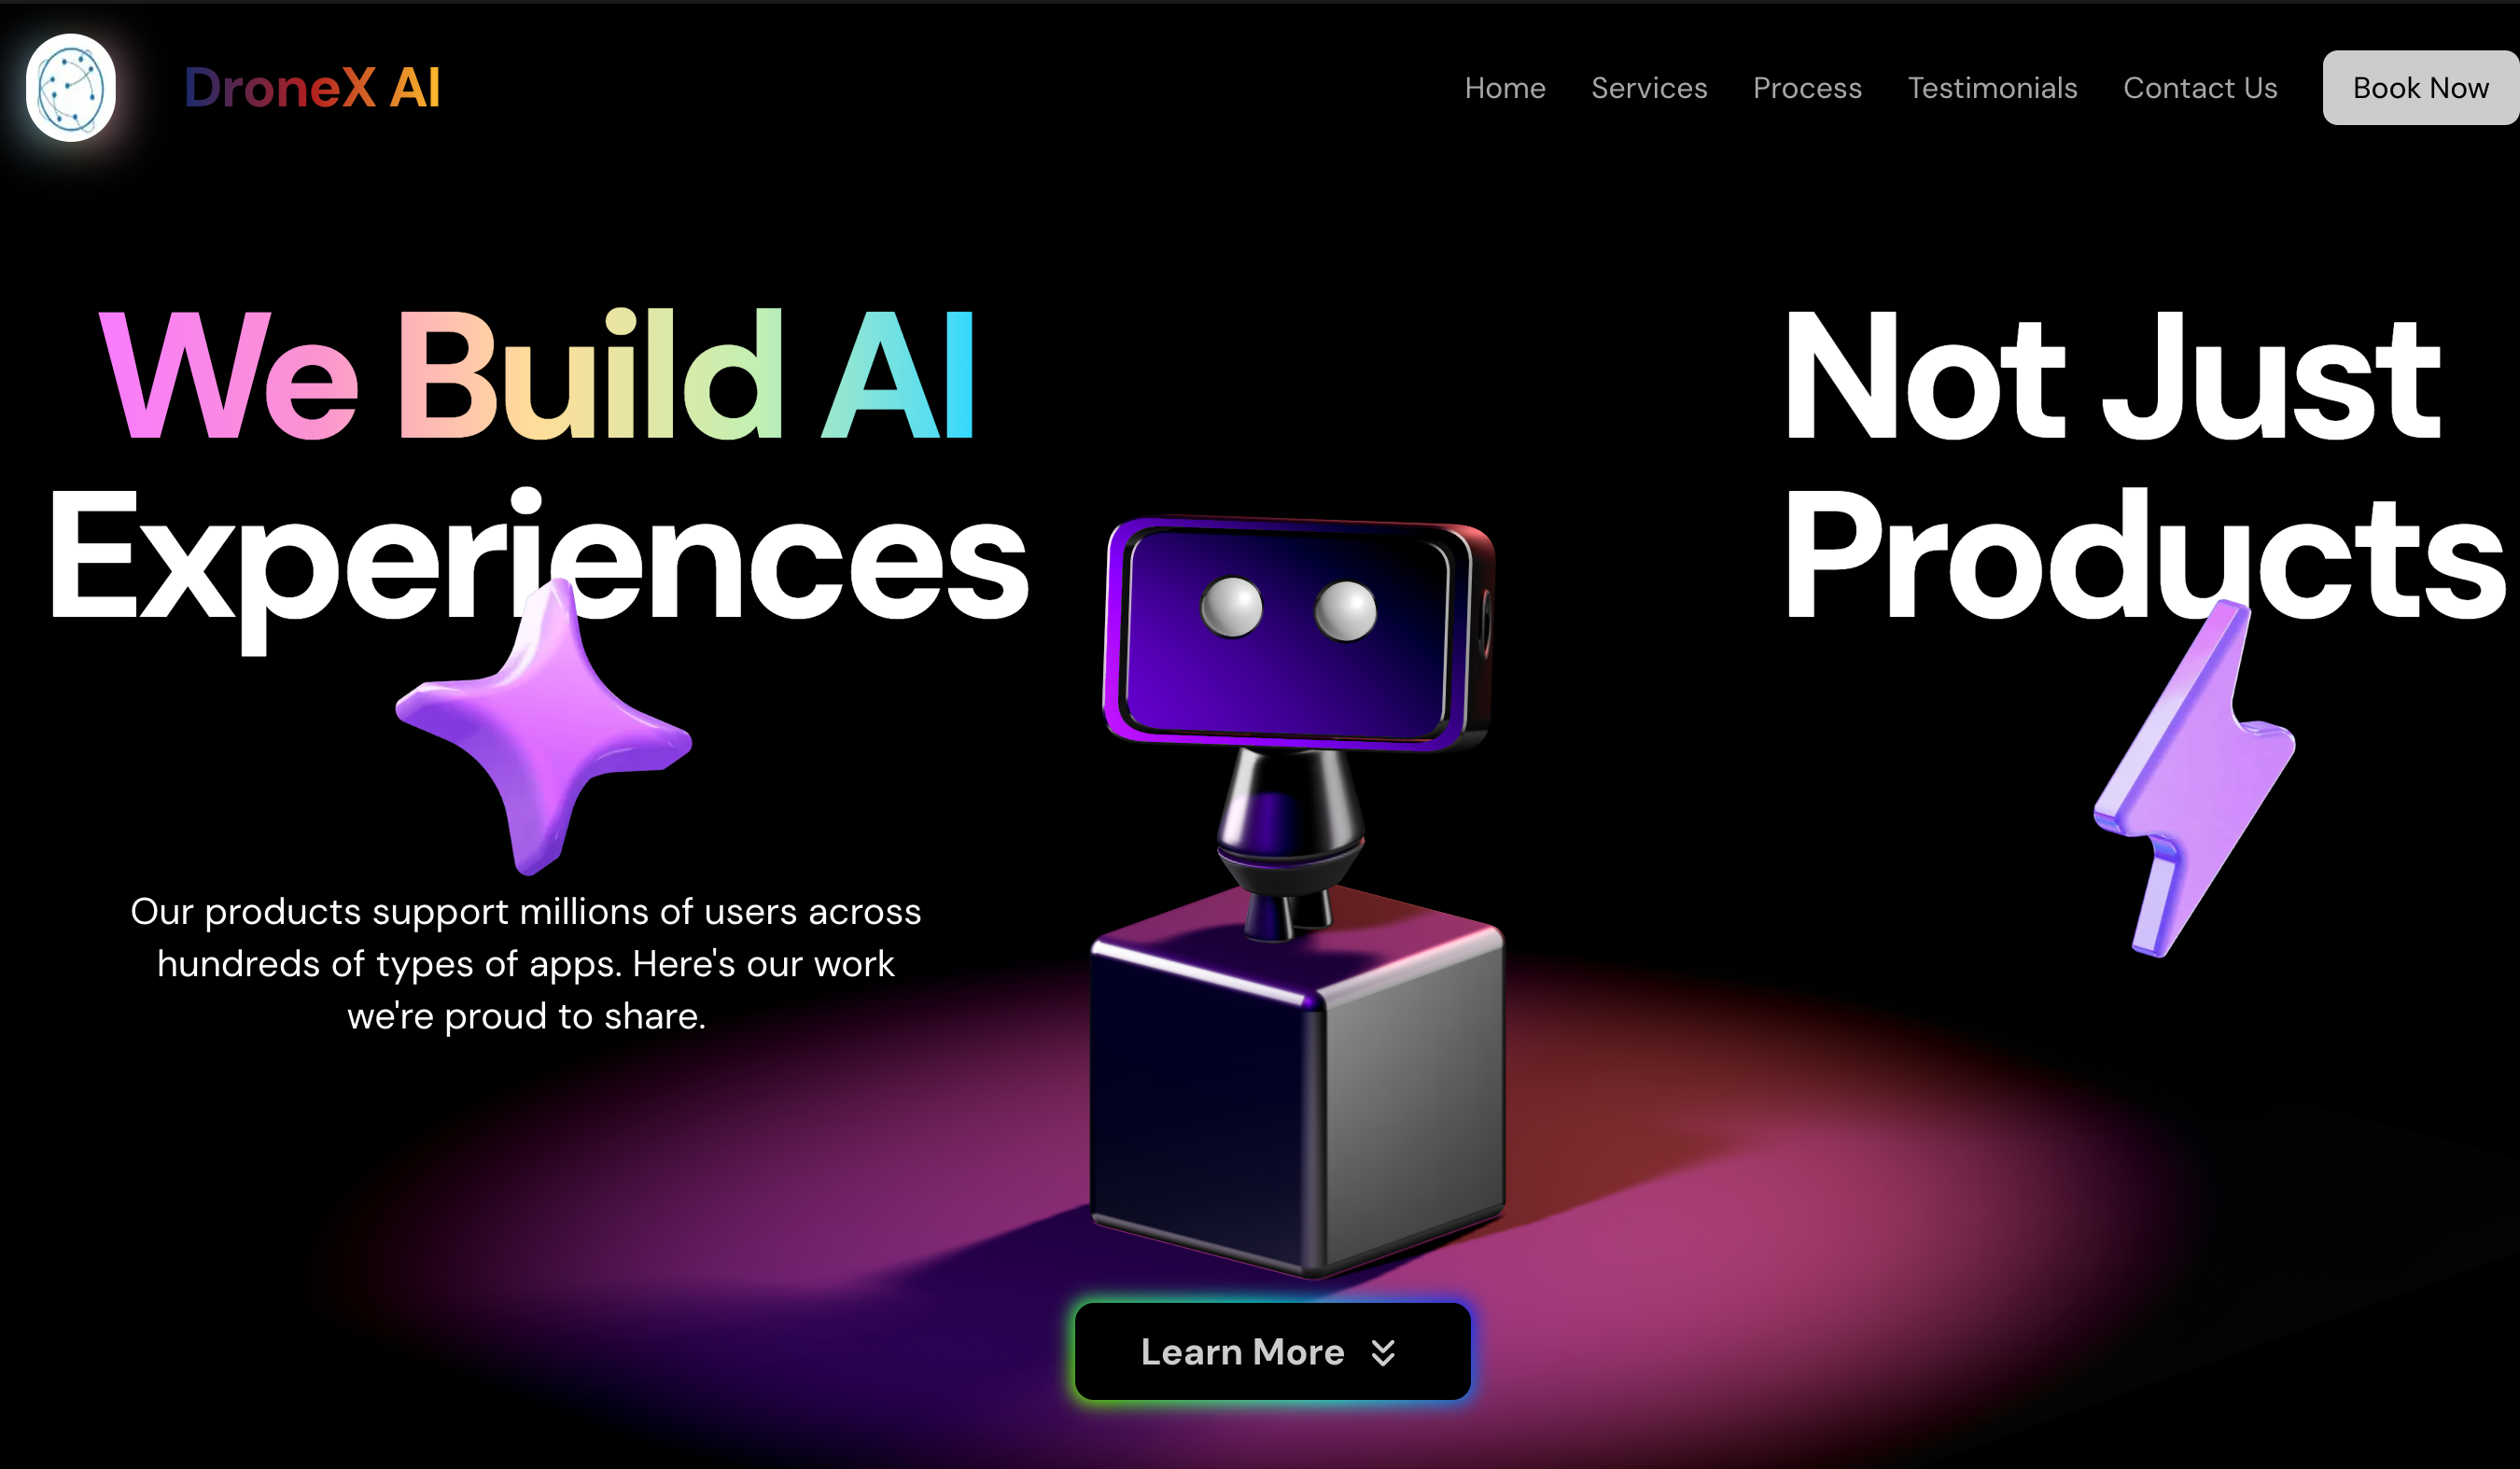 DroneX AI
Home
Services
Process
Testimonials
Contact Us
Book Now
We Build AI
Experiences
Not Just
Products
Our products support millions of users across
hundreds of types of apps. Here's our work
we're proud to share.
Learn More